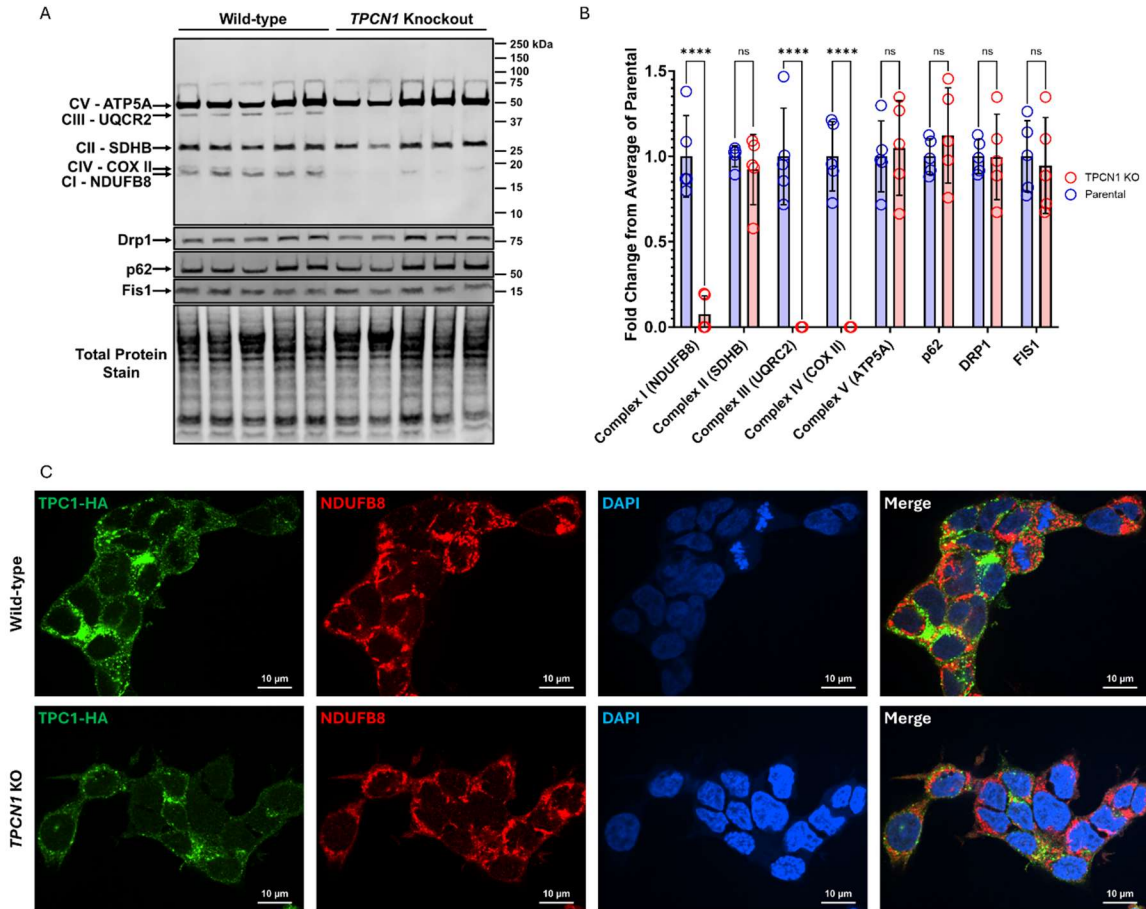 A
Wild-type
TPCN1 Knockout
250 kDa
150
100
75
50
37
25
20
15
10
CV - ATP5A
CIII - UQCR2
CII - SDHB
CIV - COX II
CI - NDUFB8
Drp1
75
p62
50
Fis1
15
Total Protein
Stain
B
**** ns **** **** ns ns ns ns
Fold Change from Average of Parental
1.5
1.0
0.5
0.0
TPCN1 KO
Parental
Complex I (NDUFB8)
Complex II (SDHB)
Complex III (UQRC2)
Complex IV (COX II)
Complex V (ATP5A)
p62
DRP1
FIS1
C
Wild-type
TPC1-HA
10 µm
NDUFB8
10 µm
DAPI
10 µm
Merge
10 µm
TPCN1 KO
TPC1-HA
10 µm
NDUFB8
10 µm
DAPI
10 µm
Merge
10 µm